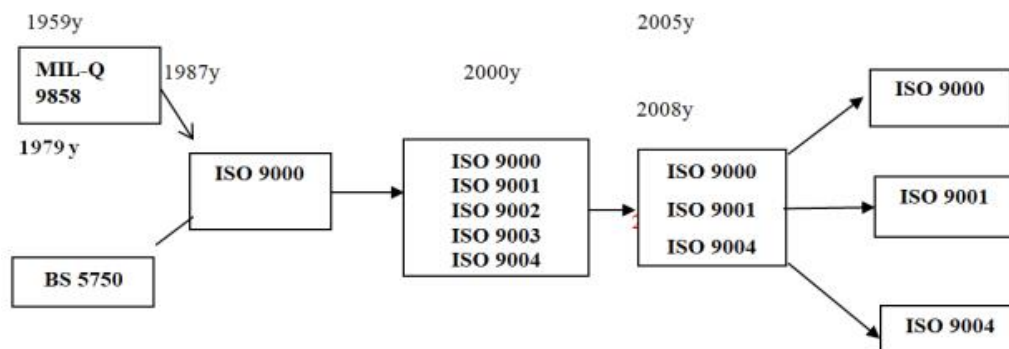 1959y
2005y
MIL-Q
9858
1987y
2000y
ISO 9000
2008y
1979 y
ISO 9000
ISO 9000
ISO 9001
ISO 9002
ISO 9003
ISO 9004
ISO 9000
ISO 9001
ISO 9004
ISO 9001
BS 5750
ISO 9004